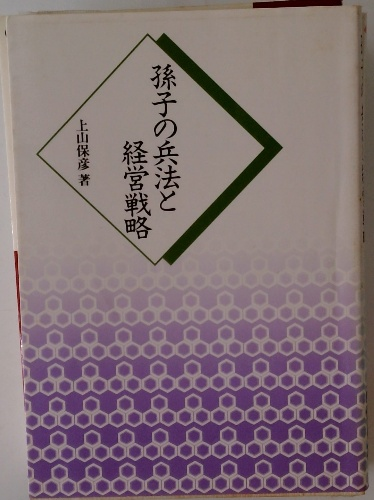 孫子の兵法と
経営戦略
上山保彦 著